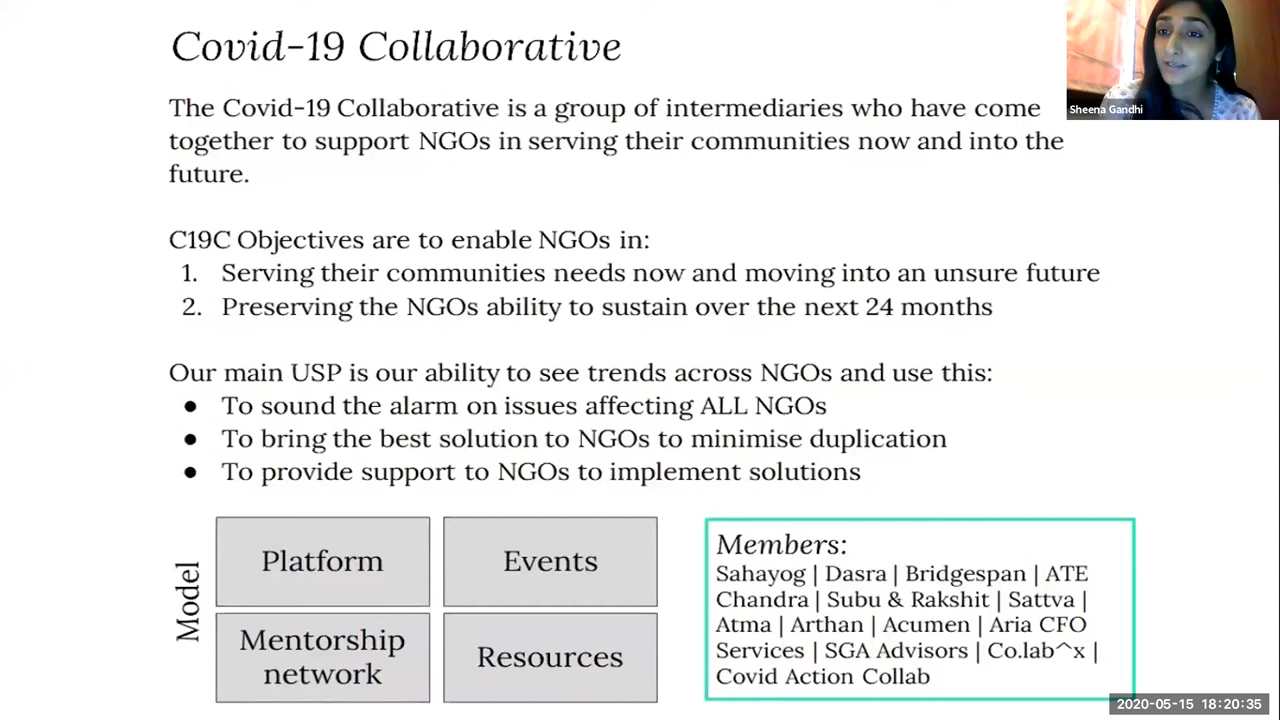 Covid-19 Collaborative
Sheena Gandhi
The Covid-19 Collaborative is a group of intermediaries who have come
together to support NGOs in serving their communities now and into the
future.
C19C Objectives are to enable NGOs in:
1. Serving their communities needs now and moving into an unsure future
2. Preserving the NGOs ability to sustain over the next 24 months
Our main USP is our ability to see trends across NGOs and use this:
● To sound the alarm on issues affecting ALL NGOs
● To bring the best solution to NGOs to minimise duplication
● To provide support to NGOs to implement solutions
Model
Platform
Events
Mentorship
network
Resources
Members:
Sahayog | Dasra | Bridgespan | ATE
Chandra | Subu & Rakshit | Sattva |
Atma | Arthan | Acumen | Aria CFO
Services | SGA Advisors | Co.lab^x |
Covid Action Collab
2020-05-15 18:20:35